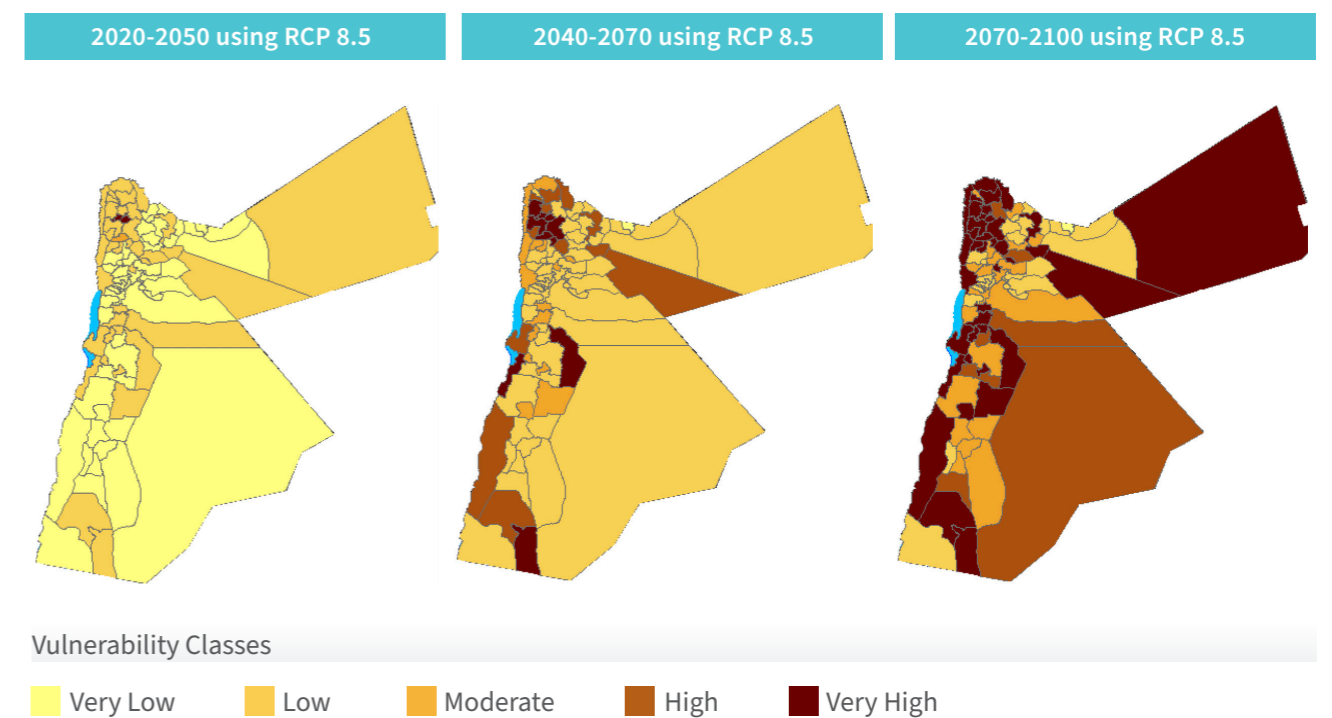 2020-2050 using RCP 8.5
2040-2070 using RCP 8.5
2070-2100 using RCP 8.5
Vulnerability Classes
Very Low
Low
Moderate
High
Very High